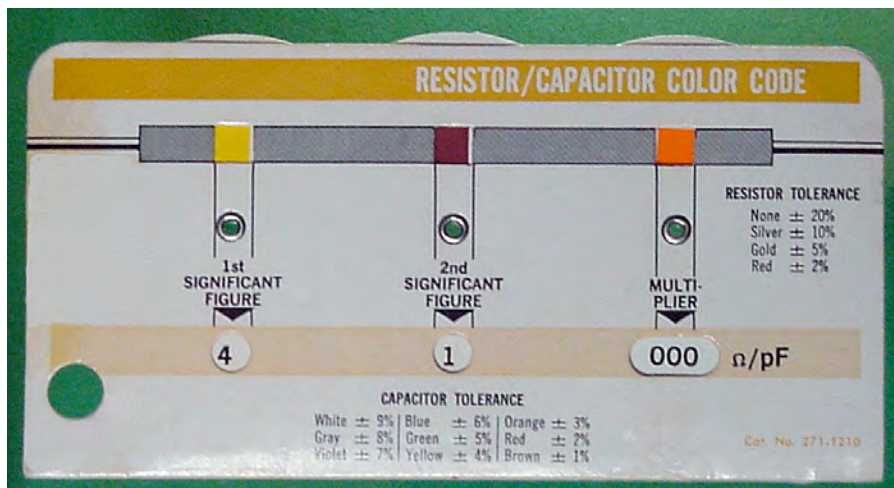 RESISTOR/CAPACITOR COLOR CODE
RESISTOR TOLERANCE
None ± 20%
Silver ± 10%
Gold ± 5%
Red ± 2%
1st
SIGNIFICANT
FIGURE
2nd
SIGNIFICANT
FIGURE
MULTI-
PLIER
4 1 000 Ω/pF
CAPACITOR TOLERANCE
White ± 9% Blue ± 6% Orange ± 3%
Gray ± 8% Green ± 5% Red ± 2%
Violet ± 7% Yellow ± 4% Brown ± 1%
Cat. No. 271-1210